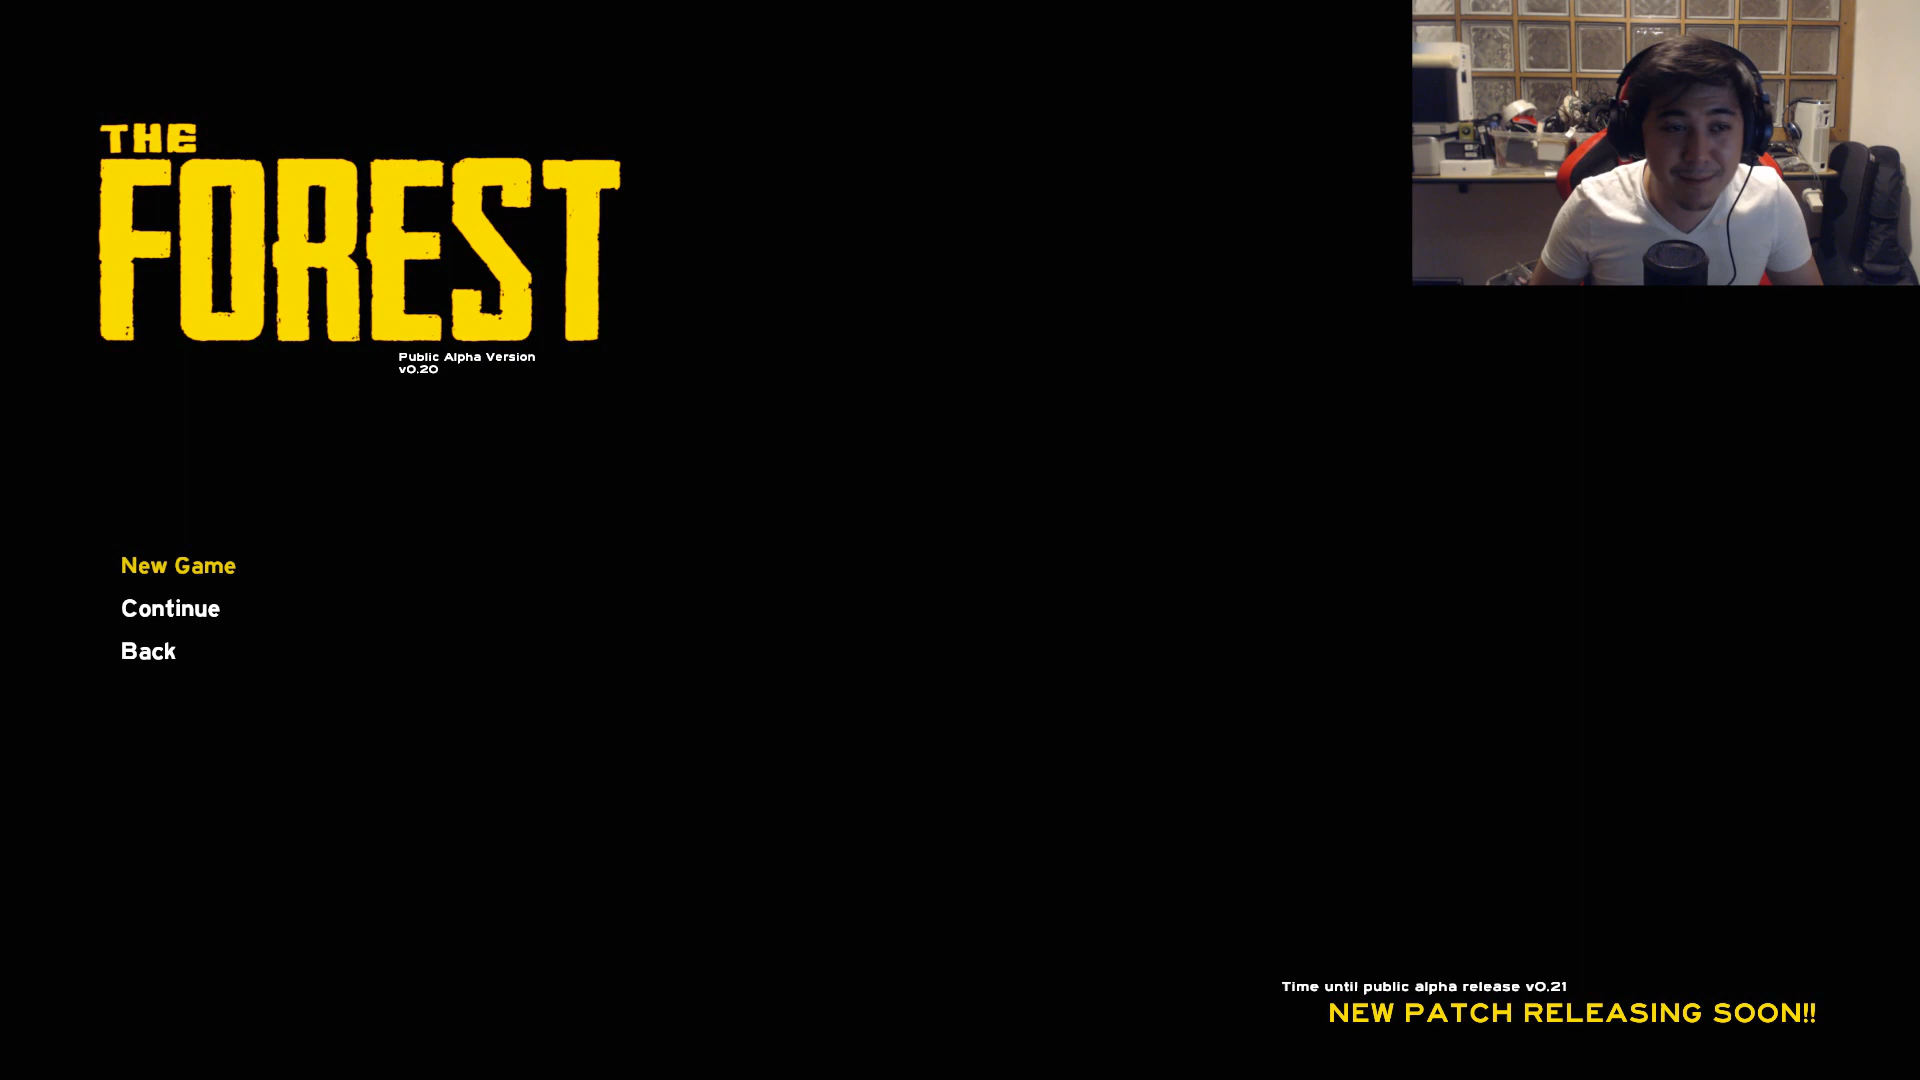 THE
FOREST
Public Alpha Version
v0.20
New Game
Continue
Back
Time until public alpha release v0.21
NEW PATCH RELEASING SOON!!